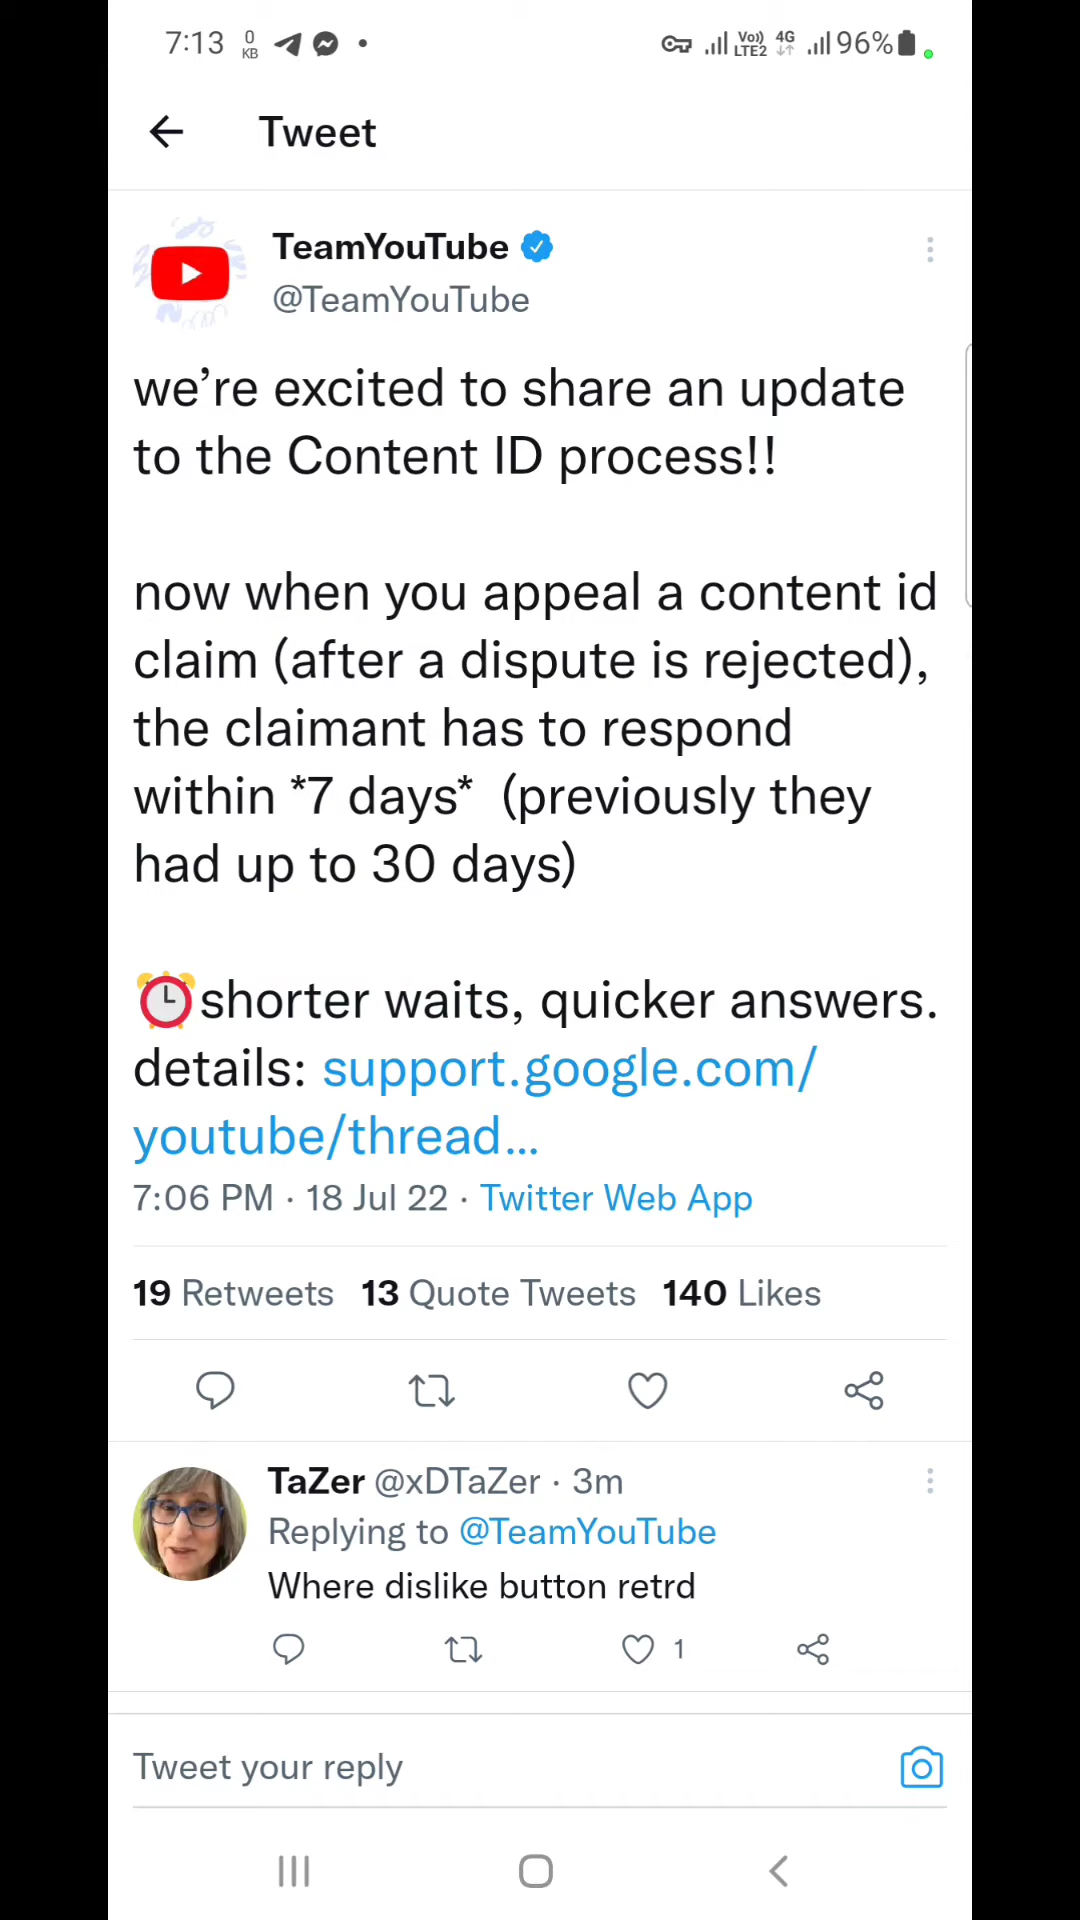 7:13 0 KB Vo)) LTE2 4G 96%
Tweet
TeamYouTube
@TeamYouTube
we’re excited to share an update
to the Content ID process!!
now when you appeal a content id
claim (after a dispute is rejected),
the claimant has to respond
within *7 days*  (previously they
had up to 30 days)
⏰shorter waits, quicker answers.
details: support.google.com/
youtube/thread…
7:06 PM · 18 Jul 22 · Twitter Web App
19 Retweets 13 Quote Tweets 140 Likes
TaZer @xDTaZer · 3m
Replying to @TeamYouTube
Where dislike button retrd
1
Tweet your reply